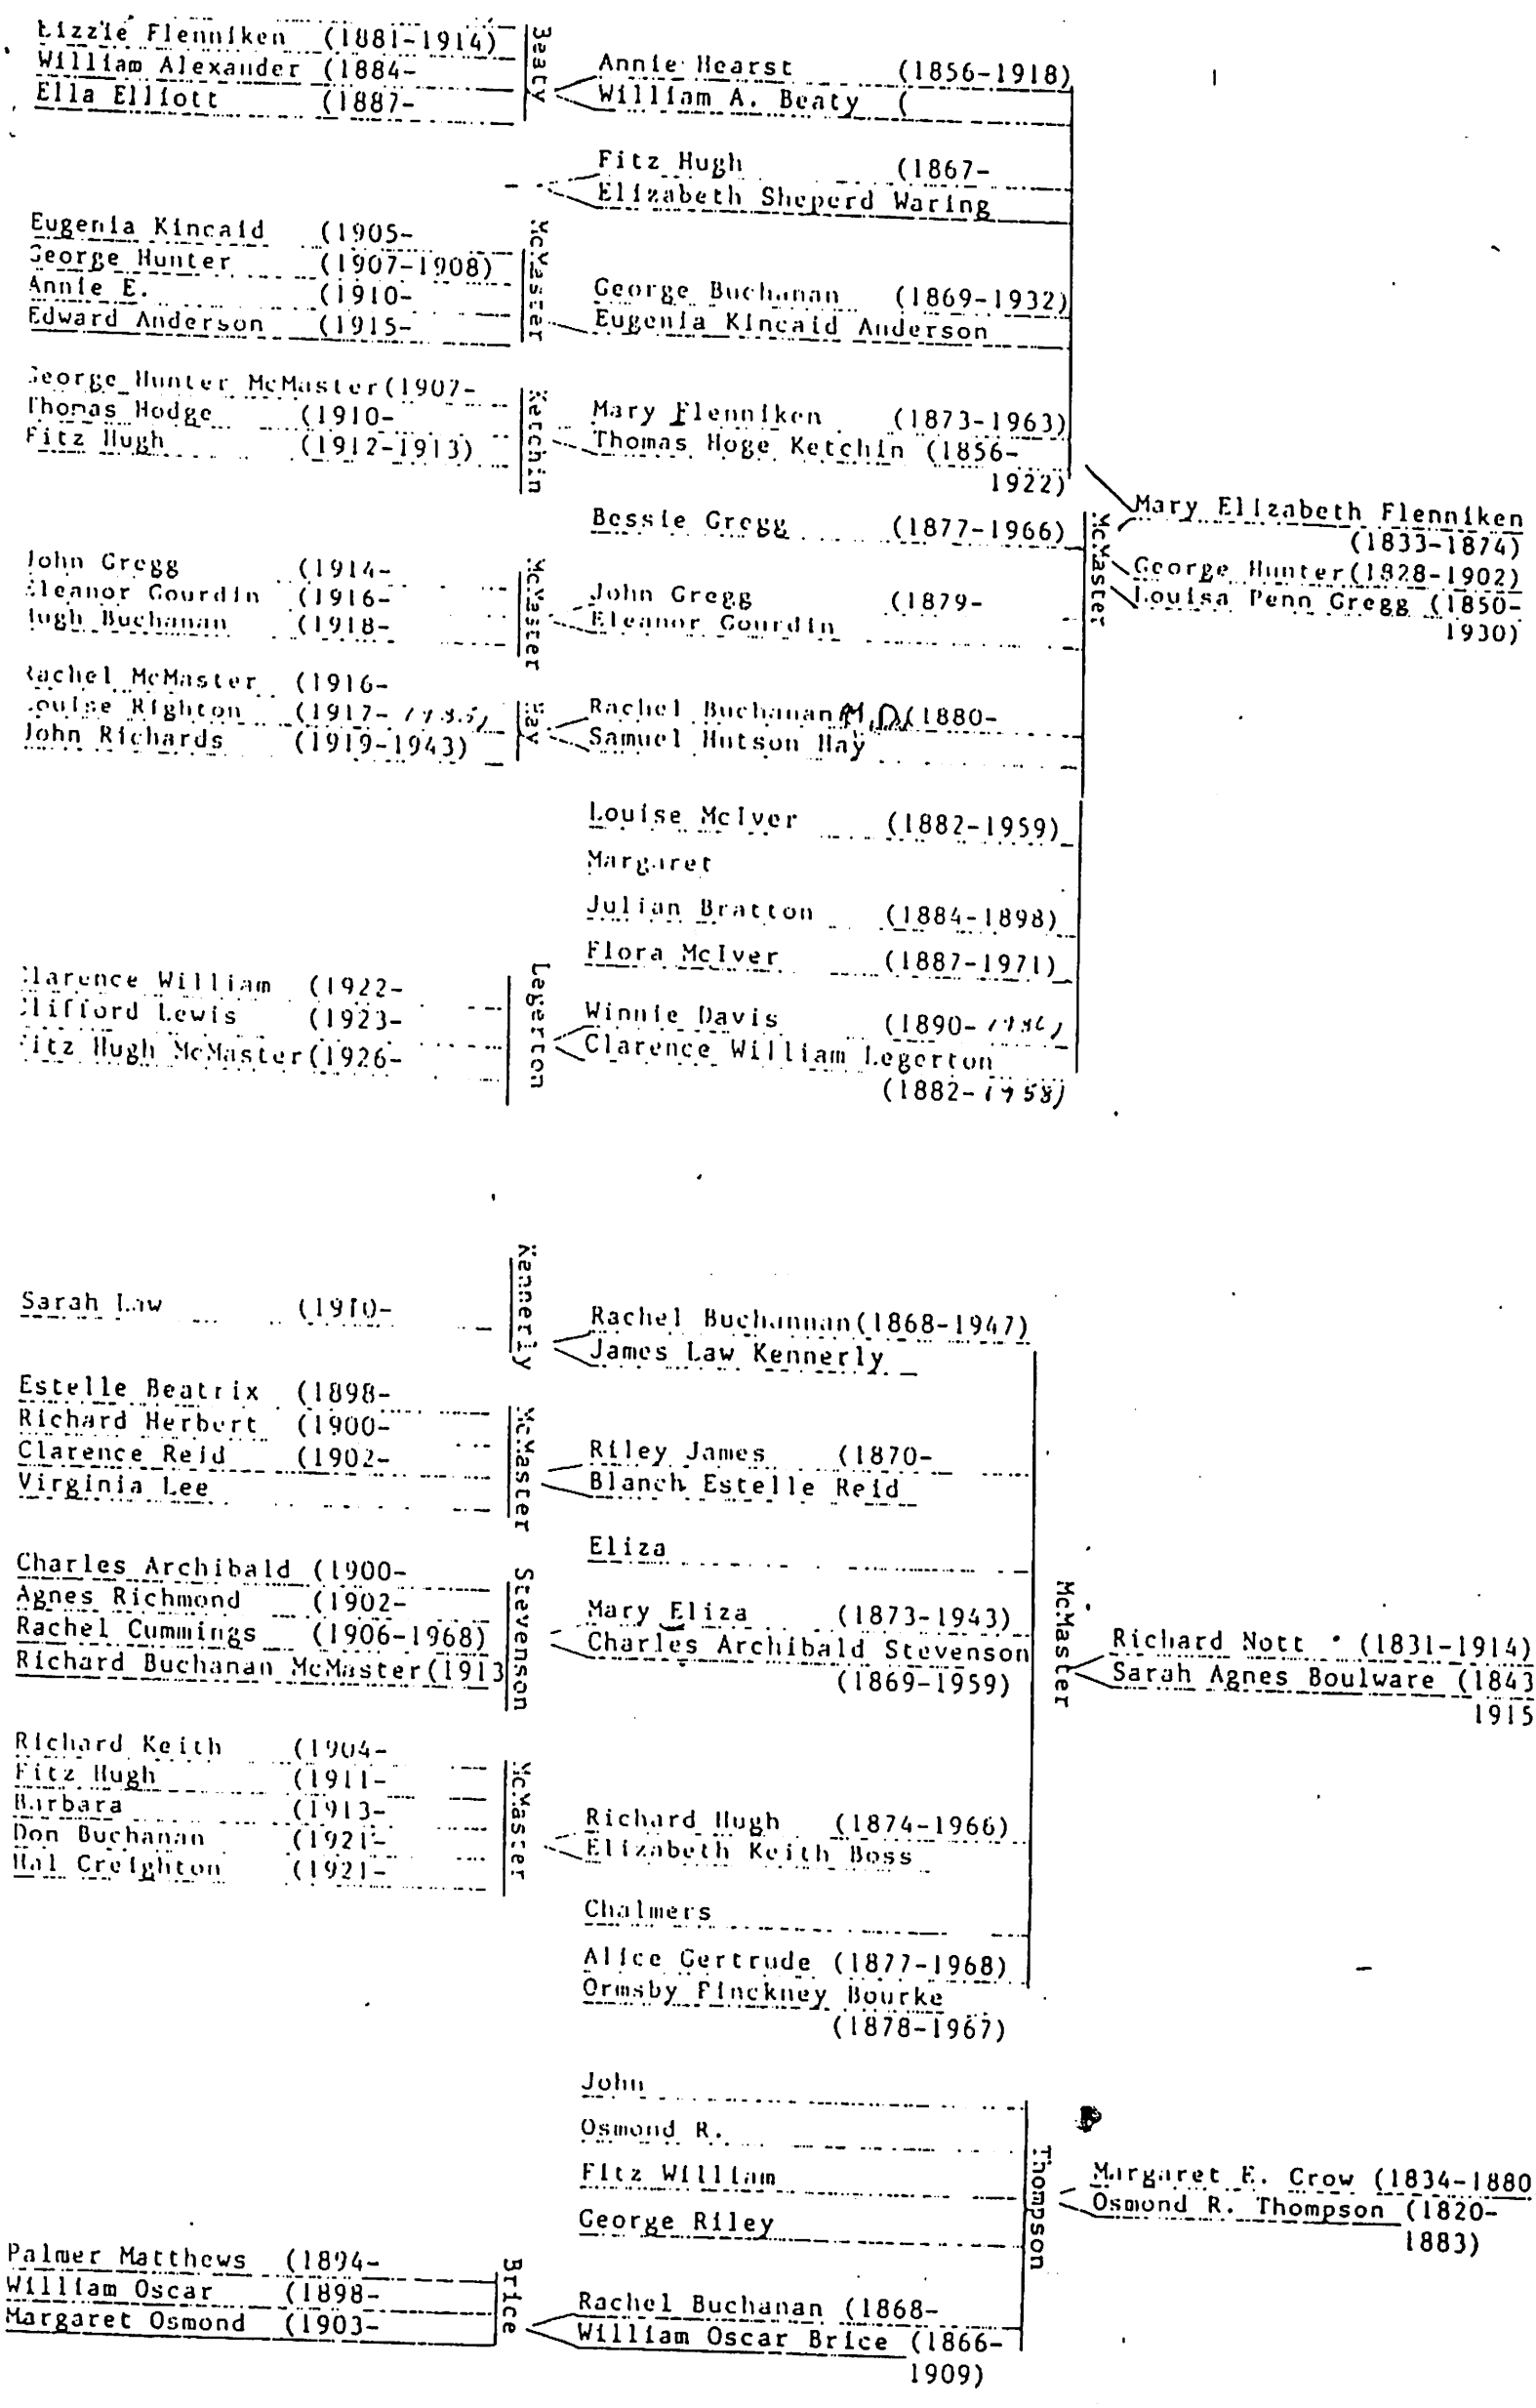 Lizzie Flenniken (1881-1914)
William Alexander (1884-
Ella Elliott (1887-
Beaty
Annie Hearst (1856-1918)
William A. Beaty (
Fitz Hugh (1867-
Elizabeth Sheperd Waring
Eugenia Kincaid (1905-
George Hunter (1907-1908)
Annie E. (1910-
Edward Anderson (1915-
McMaster
George Buchanan (1869-1932)
Eugenia Kincaid Anderson
George Hunter McMaster(1907-
Thomas Hodge (1910-
Fitz Hugh (1912-1913)
Ketchin
Mary Flenniken (1873-1963)
Thomas Hoge Ketchin (1856-
1922)
Mary Elizabeth Flenniken
(1833-1874)
George Hunter(1828-1902)
Louisa Penn Gregg (1850-
1930)
McMaster
Bessie Gregg (1877-1966)
John Gregg (1914-
Eleanor Gourdin (1916-
Hugh Buchanan (1918-
McMaster
John Gregg (1879-
Eleanor Gourdin
Rachel McMaster (1916-
Louise Righton (1917-
John Richards (1919-1943)
Hay
Rachel Buchanan M.D.(1880-
Samuel Hutson Hay
Louise McIver (1882-1959)
Margaret
Julian Bratton (1884-1898)
Flora McIver (1887-1971)
Clarence William (1922-
Clifford Lewis (1923-
Fitz Hugh McMaster(1926-
Legerton
Winnie Davis (1890-
Clarence William Legerton
(1882-1958)
Sarah Law (1910-
Kennerly
Rachel Buchannan(1868-1947)
James Law Kennerly
Estelle Beatrix (1898-
Richard Herbert (1900-
Clarence Reid (1902-
Virginia Lee
McMaster
Riley James (1870-
Blanch Estelle Reid
Eliza
Charles Archibald (1900-
Agnes Richmond (1902-
Rachel Cummings (1906-1968)
Richard Buchanan McMaster(1913
Stevenson
Mary Eliza (1873-1943)
Charles Archibald Stevenson
(1869-1959)
McMaster
Richard Nott (1831-1914)
Sarah Agnes Boulware (1843
1915
Richard Keith (1904-
Fitz Hugh (1911-
Barbara (1913-
Don Buchanan (1921-
Hal Creighton (1921-
McMaster
Richard Hugh (1874-1966)
Elizabeth Keith Boss
Chalmers
Alice Gertrude (1877-1968)
Ormsby Pinckney Bourke
(1878-1967)
John
Osmond R.
Fitz William
George Riley
Thompson
Margaret E. Crow (1834-1880
Osmond R. Thompson (1820-
1883)
Palmer Matthews (1894-
William Oscar (1898-
Margaret Osmond (1903-
Brice
Rachel Buchanan (1868-
William Oscar Brice (1866-
1909)